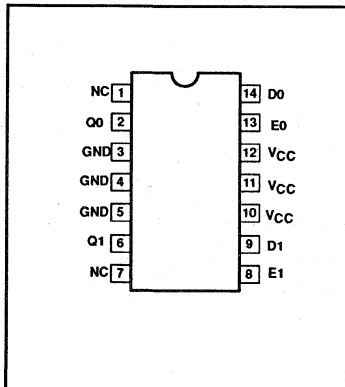 NC 1 14 D0
Q0 2 13 E0
GND 3 12 VCC
GND 4 11 VCC
GND 5 10 VCC
Q1 6 9 D1
NC 7 8 E1